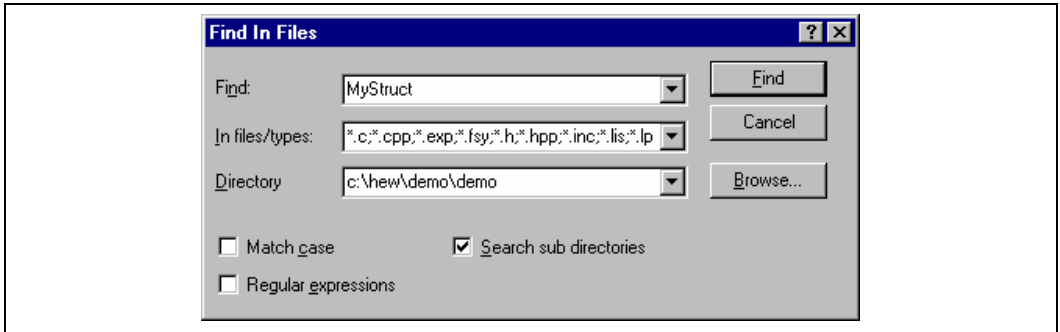 Find In Files
Find: MyStruct Find
In files/types: *.c;*.cpp;*.exp;*.fsy;*.h;*.hpp;*.inc;*.lis;*.lp Cancel
Directory c:\hew\demo\demo Browse...
Match case Search sub directories
Regular expressions